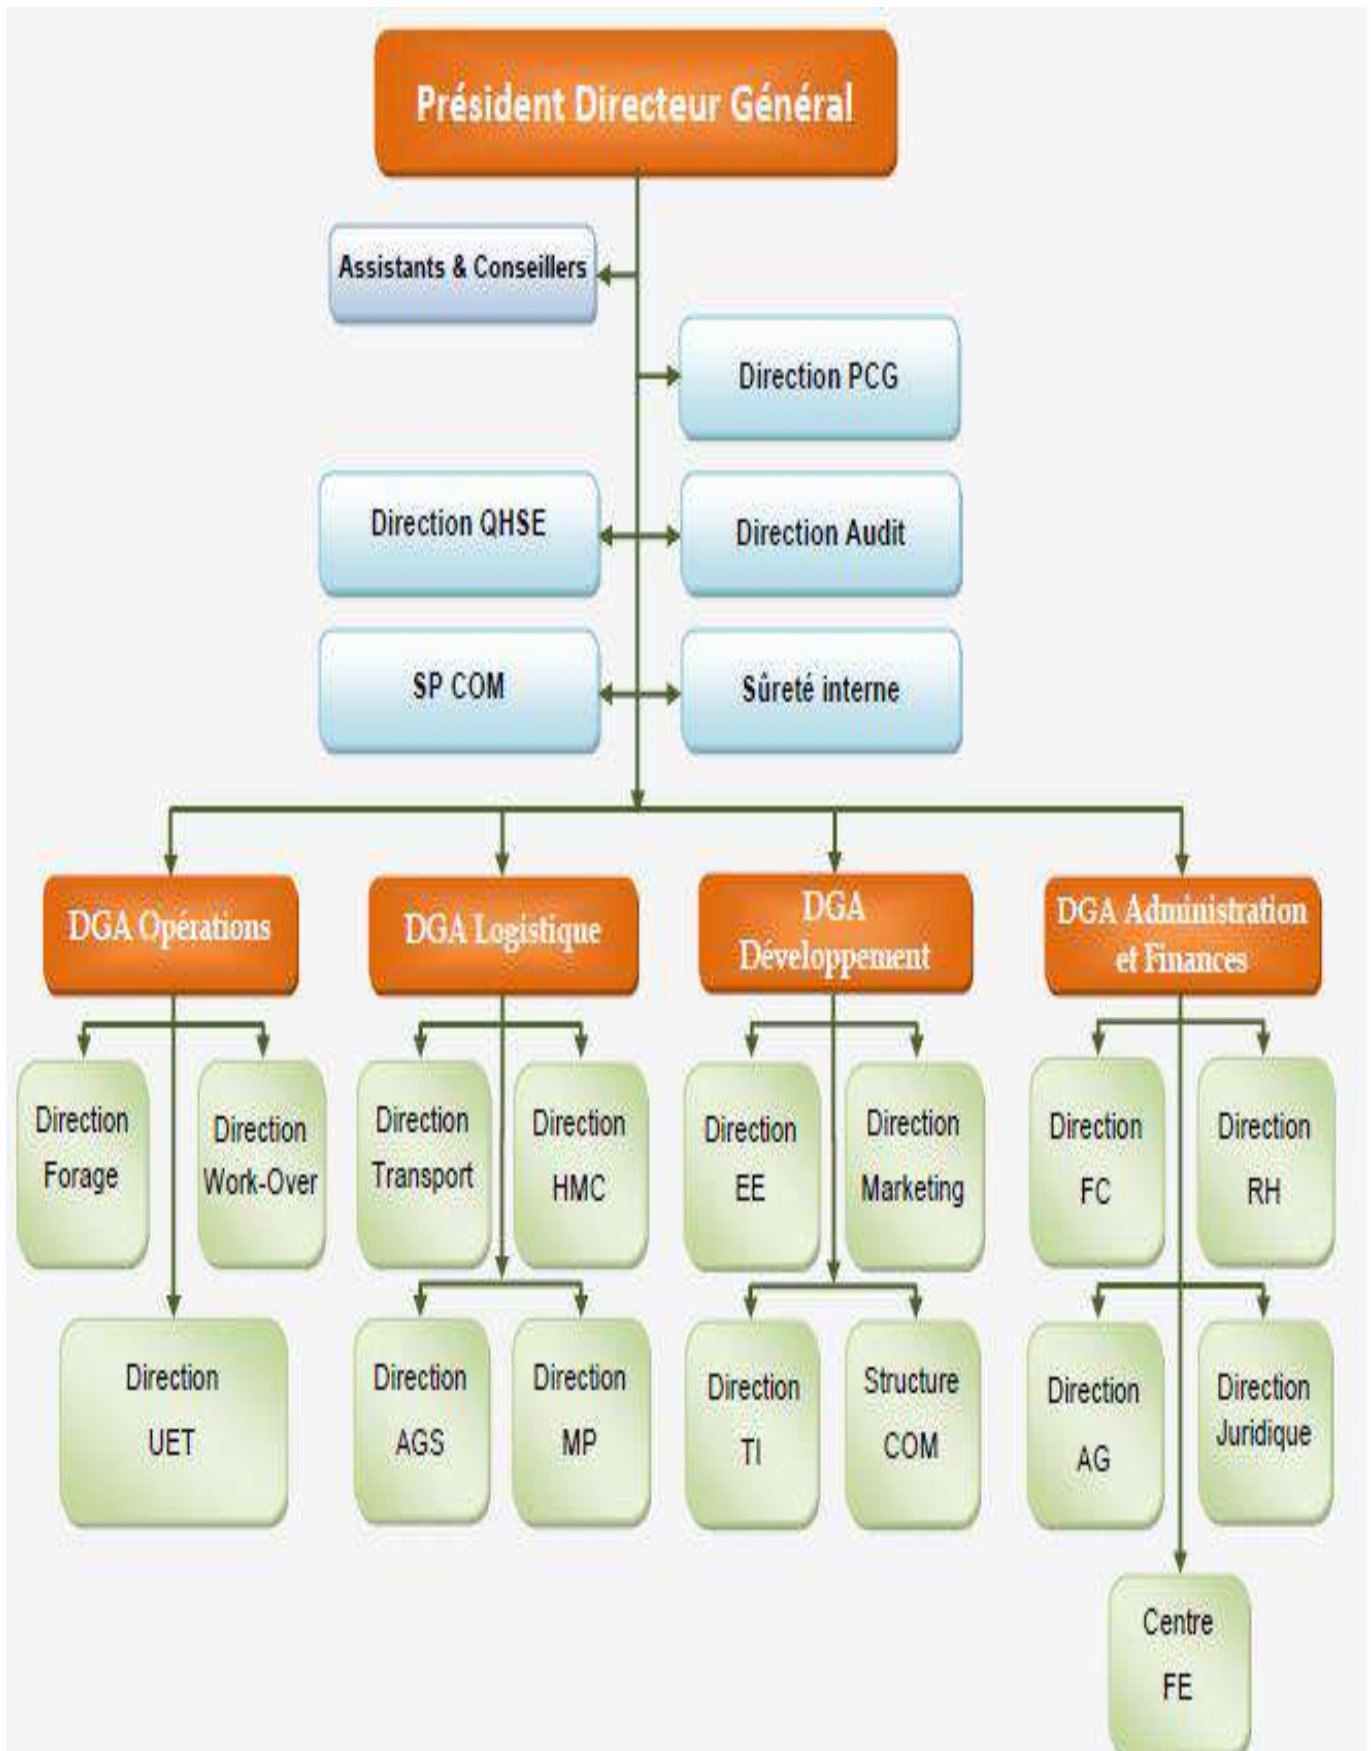 Président Directeur Général
Assistants & Conseillers
Direction PCG
Direction QHSE
Direction Audit
SP COM
Sûreté interne
DGA Opérations
DGA Logistique
DGA
Développement
DGA Administration
et Finances
Direction
Forage
Direction
Work-Over
Direction
Transport
Direction
HMC
Direction
EE
Direction
Marketing
Direction
FC
Direction
RH
Direction
UET
Direction
AGS
Direction
MP
Direction
TI
Structure
COM
Direction
AG
Direction
Juridique
Centre
FE